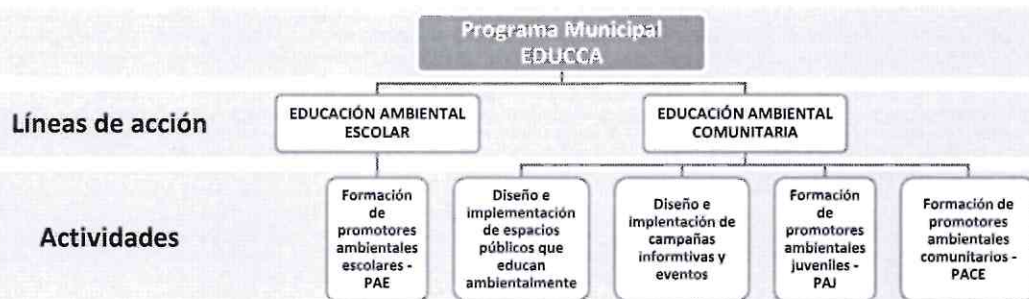 Programa Municipal
EDUCCA
Líneas de acción
EDUCACIÓN AMBIENTAL
ESCOLAR
EDUCACIÓN AMBIENTAL
COMUNITARIA
Actividades
Formación
de
promotores
ambientales
escolares -
PAE
Diseño e
implementación
de espacios
públicos que
educan
ambientalmente
Diseño e
implentación de
campañas
informtivas y
eventos
Formación
de
promotores
ambientales
juveniles -
PAJ
Formación de
promotores
ambientales
comunitarios -
PACE